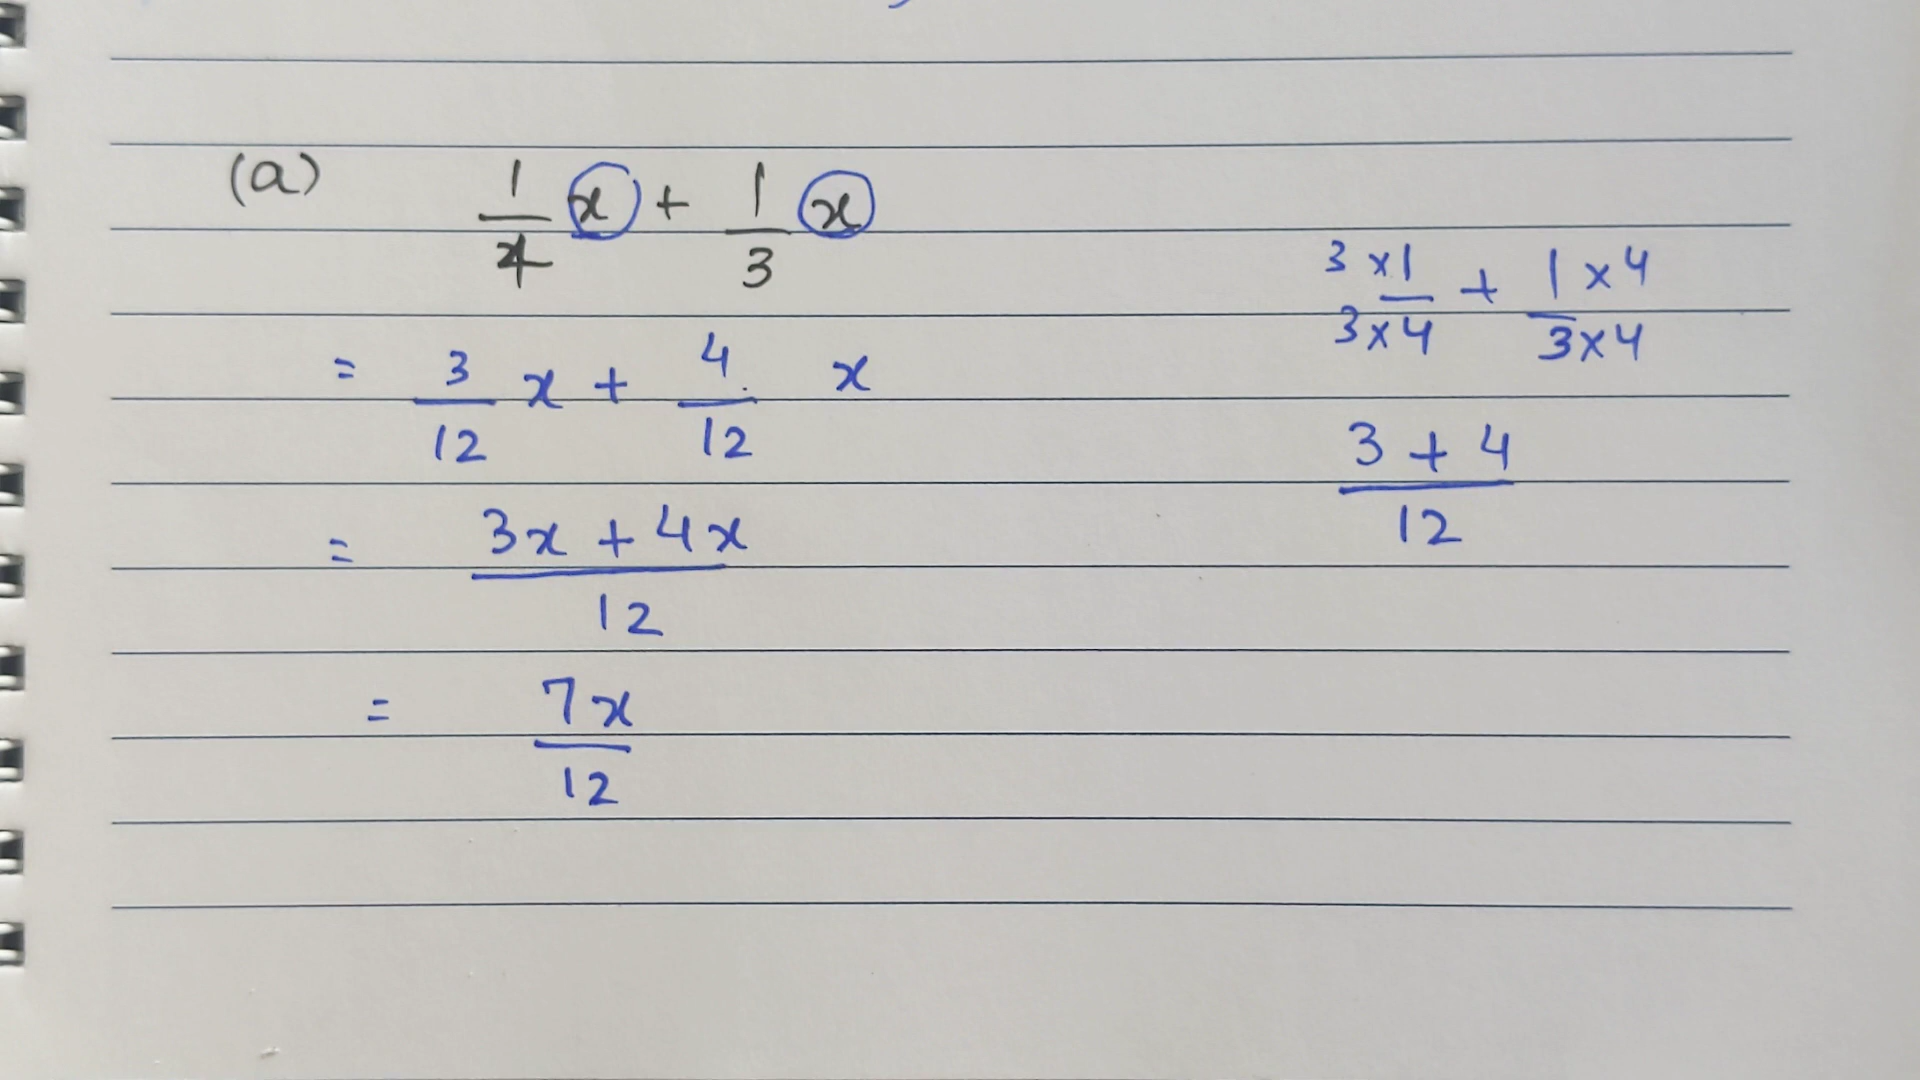 (a) 1/4 x + 1/3 x
= 3/12 x + 4/12 x
= 3x + 4x / 12
= 7x / 12
3 x 1 / 3 x 4 + 1 x 4 / 3 x 4
3 + 4 / 12